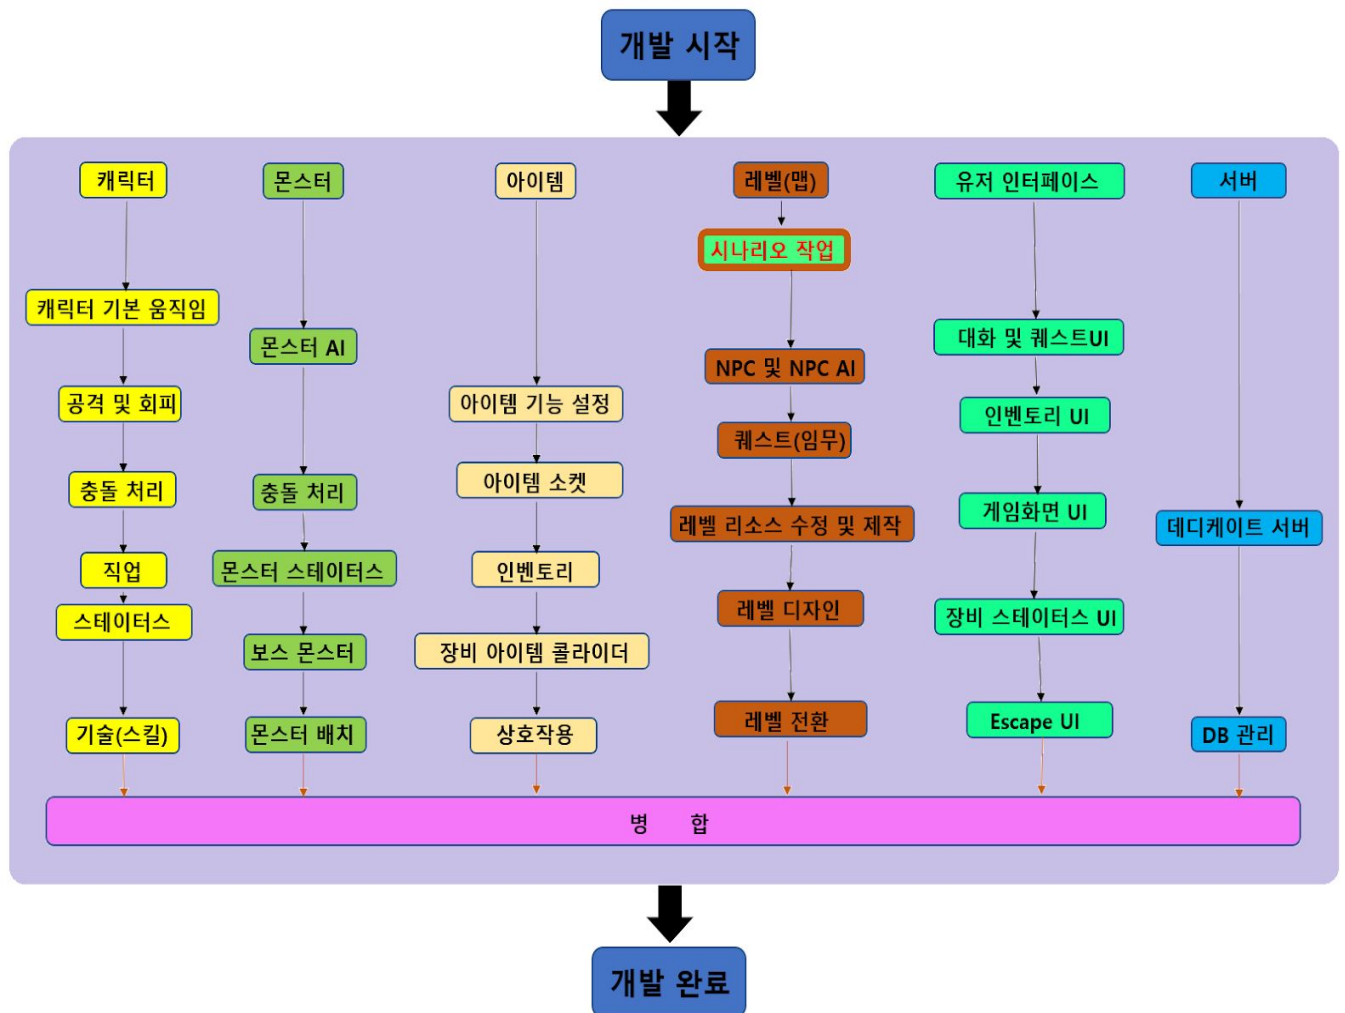 개발 시작
캐릭터
캐릭터 기본 움직임
공격 및 회피
충돌 처리
직업
스테이터스
기술(스킬)
몬스터
몬스터 AI
충돌 처리
몬스터 스테이터스
보스 몬스터
몬스터 배치
아이템
아이템 기능 설정
아이템 소켓
인벤토리
장비 아이템 콜라이더
상호작용
레벨(맵)
시나리오 작업
NPC 및 NPC AI
퀘스트(임무)
레벨 리소스 수정 및 제작
레벨 디자인
레벨 전환
유저 인터페이스
대화 및 퀘스트UI
인벤토리 UI
게임화면 UI
장비 스테이터스 UI
Escape UI
서버
데디케이트 서버
DB 관리
병 합
개발 완료